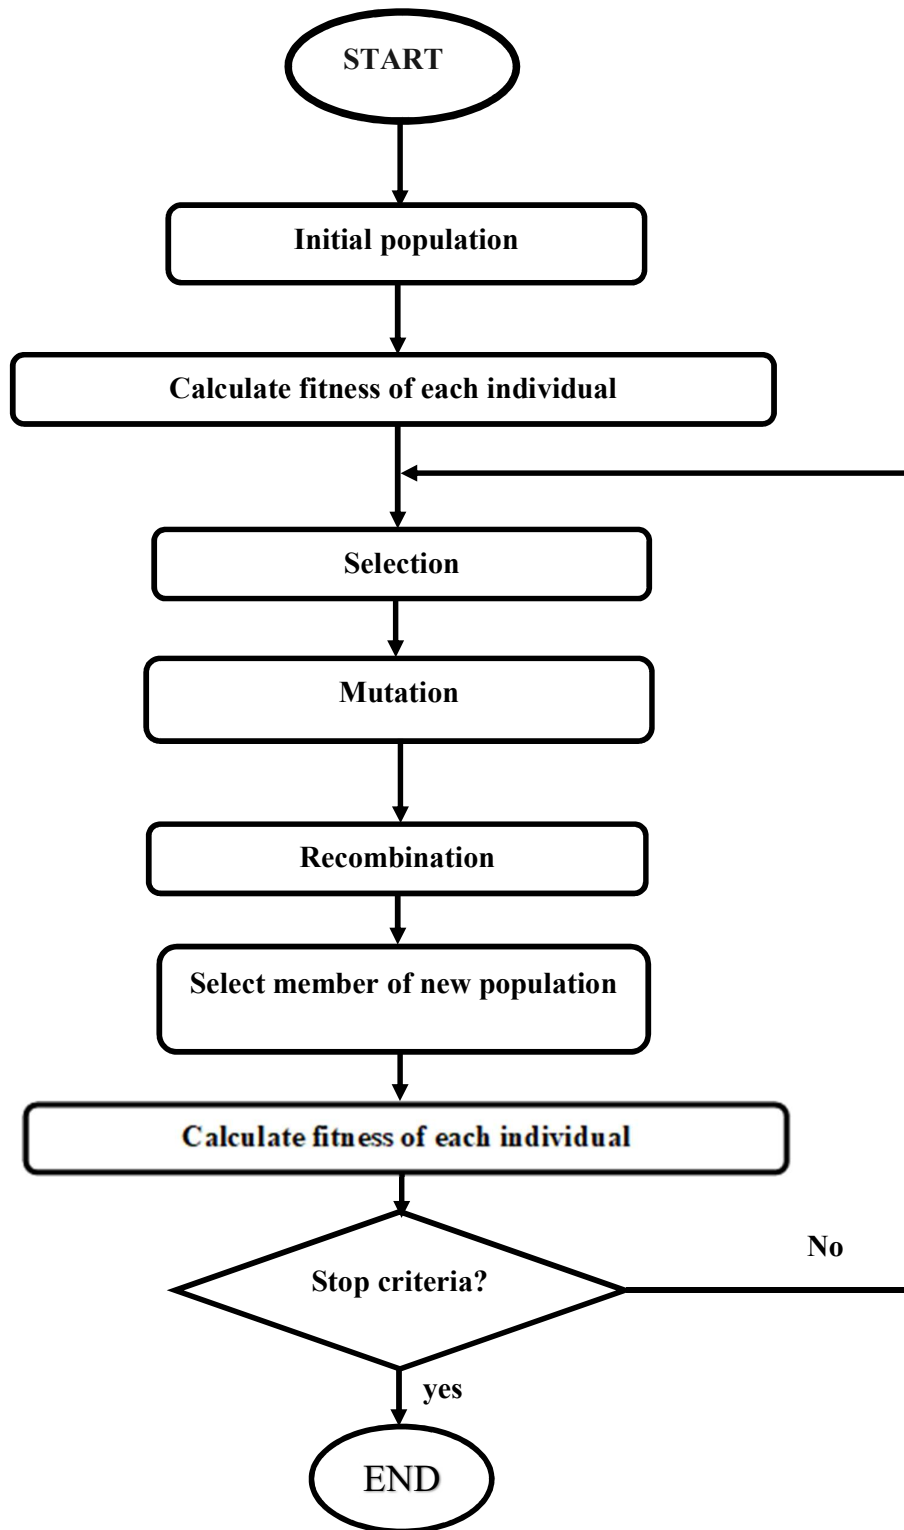 START
Initial population
Calculate fitness of each individual
Selection
Mutation
Recombination
Select member of new population
Calculate fitness of each individual
Stop criteria?
No
yes
END